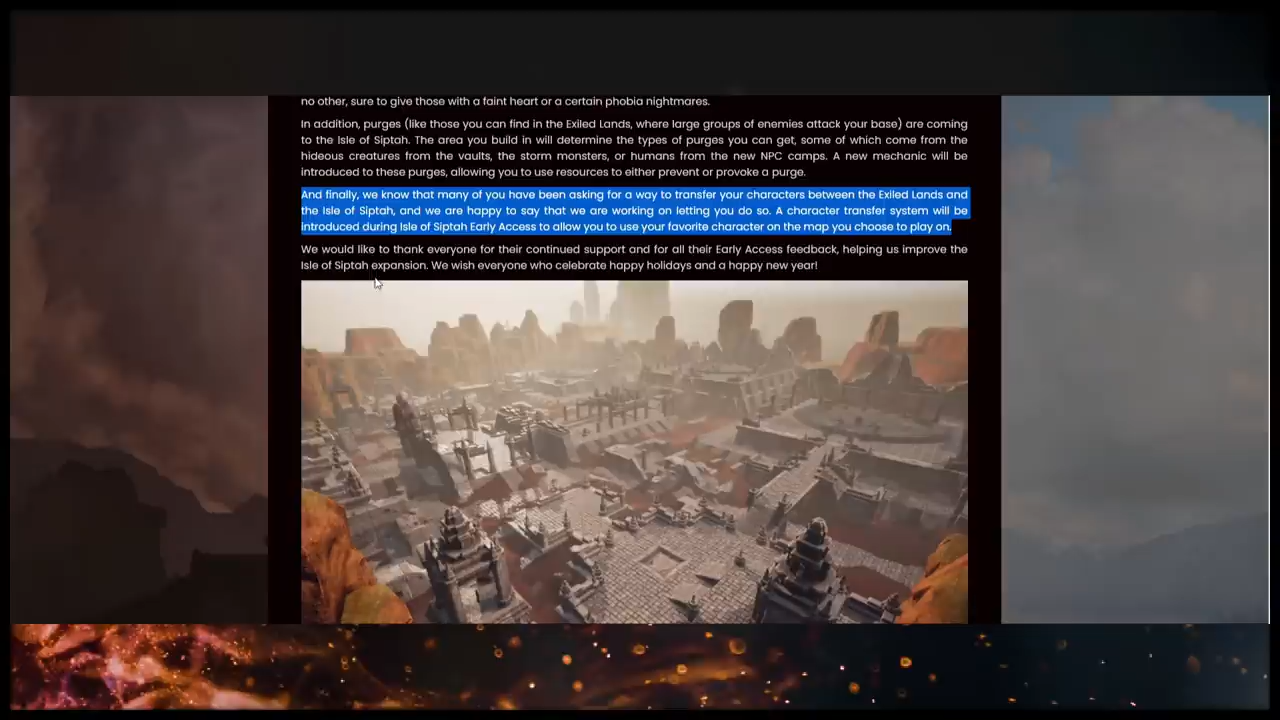 no other, sure to give those with a faint heart or a certain phobia nightmares.
In addition, purges (like those you can find in the Exiled Lands, where large groups of enemies attack your base) are coming
to the Isle of Siptah. The area you build in will determine the types of purges you can get, some of which come from the
hideous creatures from the vaults, the storm monsters, or humans from the new NPC camps. A new mechanic will be
introduced to these purges, allowing you to use resources to either prevent or provoke a purge.
And finally, we know that many of you have been asking for a way to transfer your characters between the Exiled Lands and
the Isle of Siptah, and we are happy to say that we are working on letting you do so. A character transfer system will be
introduced during Isle of Siptah Early Access to allow you to use your favorite character on the map you choose to play on.
We would like to thank everyone for their continued support and for all their Early Access feedback, helping us improve the
Isle of Siptah expansion. We wish everyone who celebrate happy holidays and a happy new year!